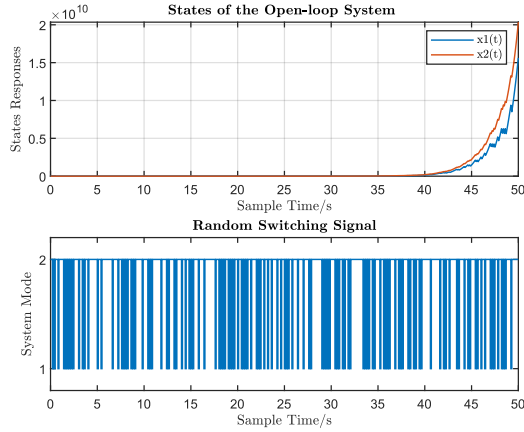 States of the Open-loop System
×10^10
2
1.5
1
0.5
0
States Responses
x1(t)
x2(t)
0 5 10 15 20 25 30 35 40 45 50
Sample Time/s
Random Switching Signal
2
1
System Mode
0 5 10 15 20 25 30 35 40 45 50
Sample Time/s